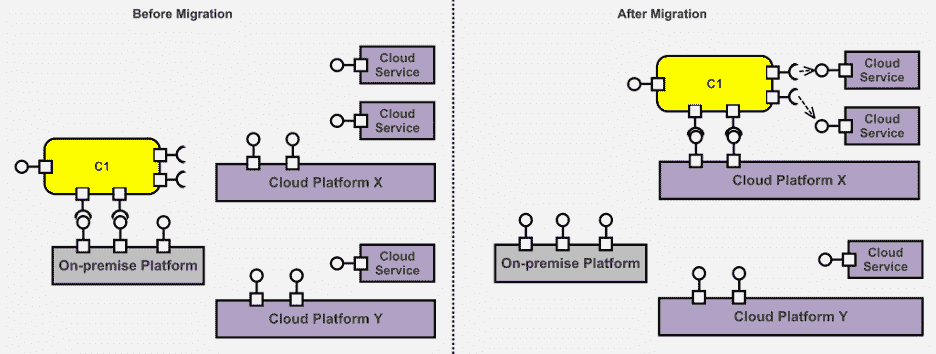 Before Migration
Cloud
Service
Cloud
Service
C1
Cloud Platform X
On-premise Platform
Cloud
Service
Cloud Platform Y
After Migration
C1
Cloud
Service
Cloud
Service
Cloud Platform X
On-premise Platform
Cloud
Service
Cloud Platform Y